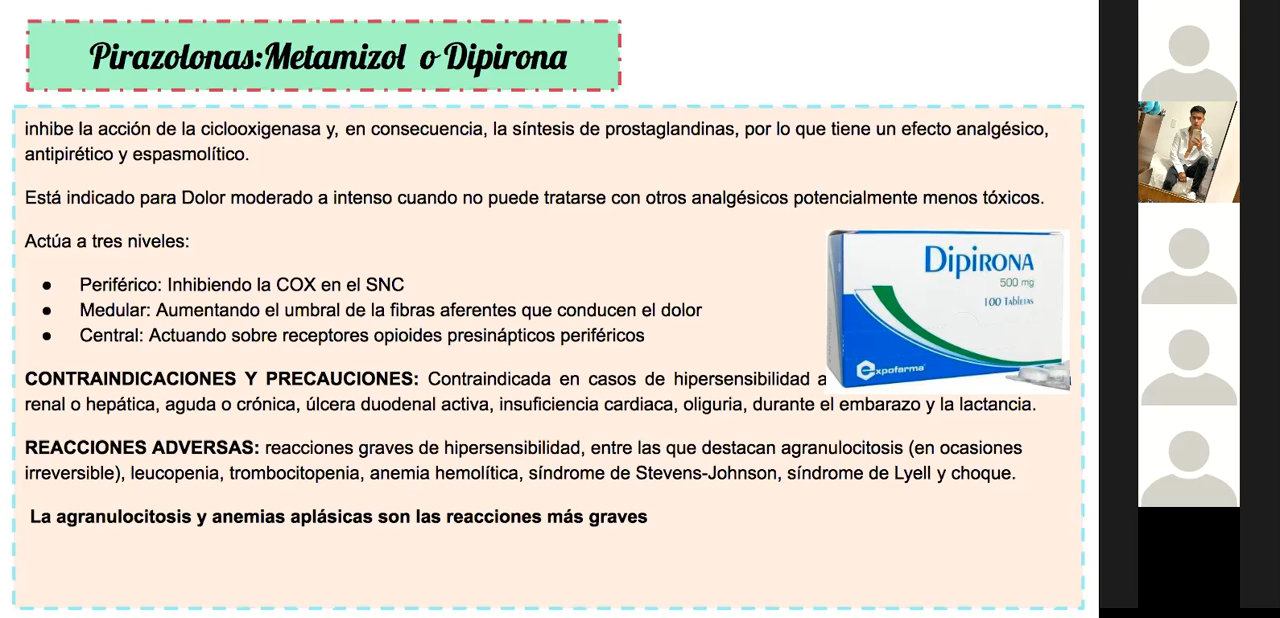 Pirazolonas:Metamizol o Dipirona
inhibe la acción de la ciclooxigenasa y, en consecuencia, la síntesis de prostaglandinas, por lo que tiene un efecto analgésico,
antipirético y espasmolítico.
Está indicado para Dolor moderado a intenso cuando no puede tratarse con otros analgésicos potencialmente menos tóxicos.
Actúa a tres niveles:
● Periférico: Inhibiendo la COX en el SNC
● Medular: Aumentando el umbral de la fibras aferentes que conducen el dolor
● Central: Actuando sobre receptores opioides presinápticos periféricos
DIPIRONA
500 mg
100 Tabletas
expofarma
CONTRAINDICACIONES Y PRECAUCIONES: Contraindicada en casos de hipersensibilidad a
renal o hepática, aguda o crónica, úlcera duodenal activa, insuficiencia cardiaca, oliguria, durante el embarazo y la lactancia.
REACCIONES ADVERSAS: reacciones graves de hipersensibilidad, entre las que destacan agranulocitosis (en ocasiones
irreversible), leucopenia, trombocitopenia, anemia hemolítica, síndrome de Stevens-Johnson, síndrome de Lyell y choque.
La agranulocitosis y anemias aplásicas son las reacciones más graves